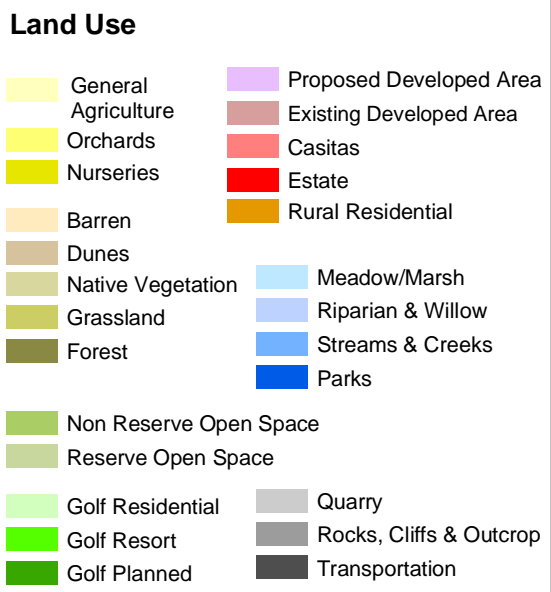 Land Use
General
Agriculture
Orchards
Nurseries
Barren
Dunes
Native Vegetation
Grassland
Forest
Non Reserve Open Space
Reserve Open Space
Golf Residential
Golf Resort
Golf Planned
Proposed Developed Area
Existing Developed Area
Casitas
Estate
Rural Residential
Meadow/Marsh
Riparian & Willow
Streams & Creeks
Parks
Quarry
Rocks, Cliffs & Outcrop
Transportation